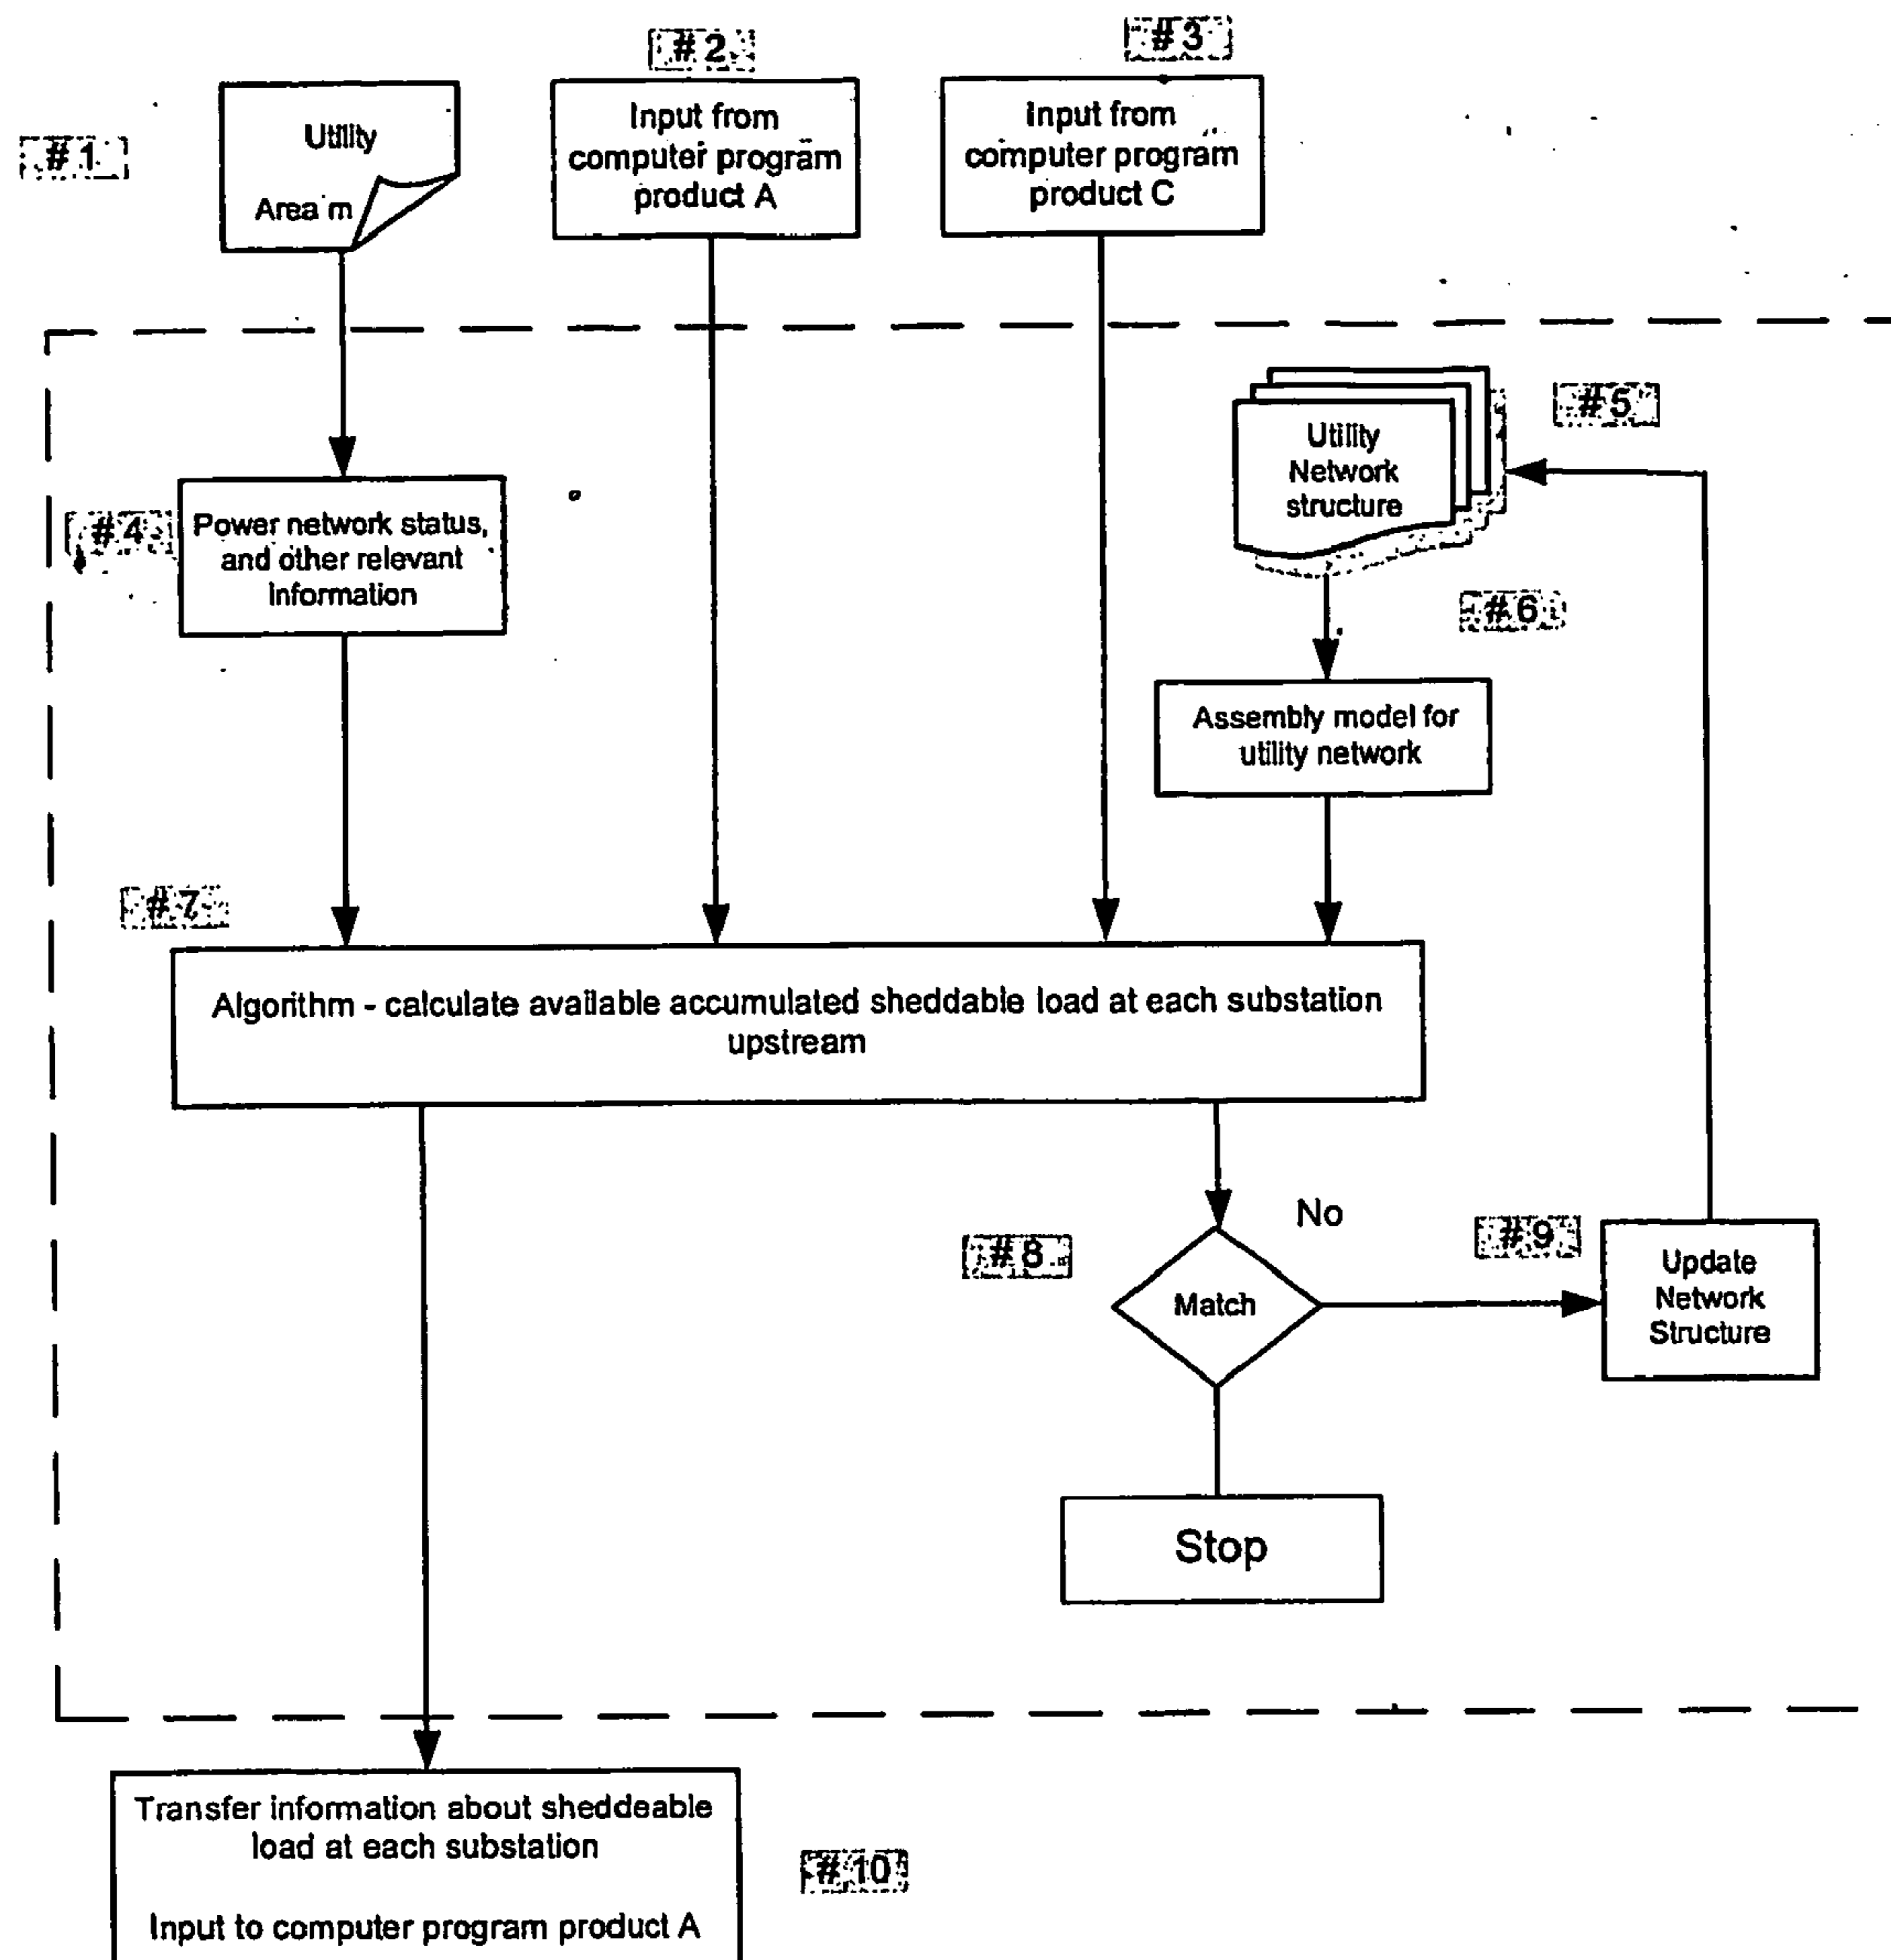 # 1
Utility
Area m
# 2
Input from
computer program
product A
# 3
Input from
computer program
product C
# 4
Power network status,
and other relevant
information
# 5
Utility
Network
structure
# 6
Assembly model for
utility network
# 7
Algorithm - calculate available accumulated sheddable load at each substation
upstream
# 8
Match
No
# 9
Update
Network
Structure
Stop
Transfer information about sheddeable
load at each substation
Input to computer program product A
# 10